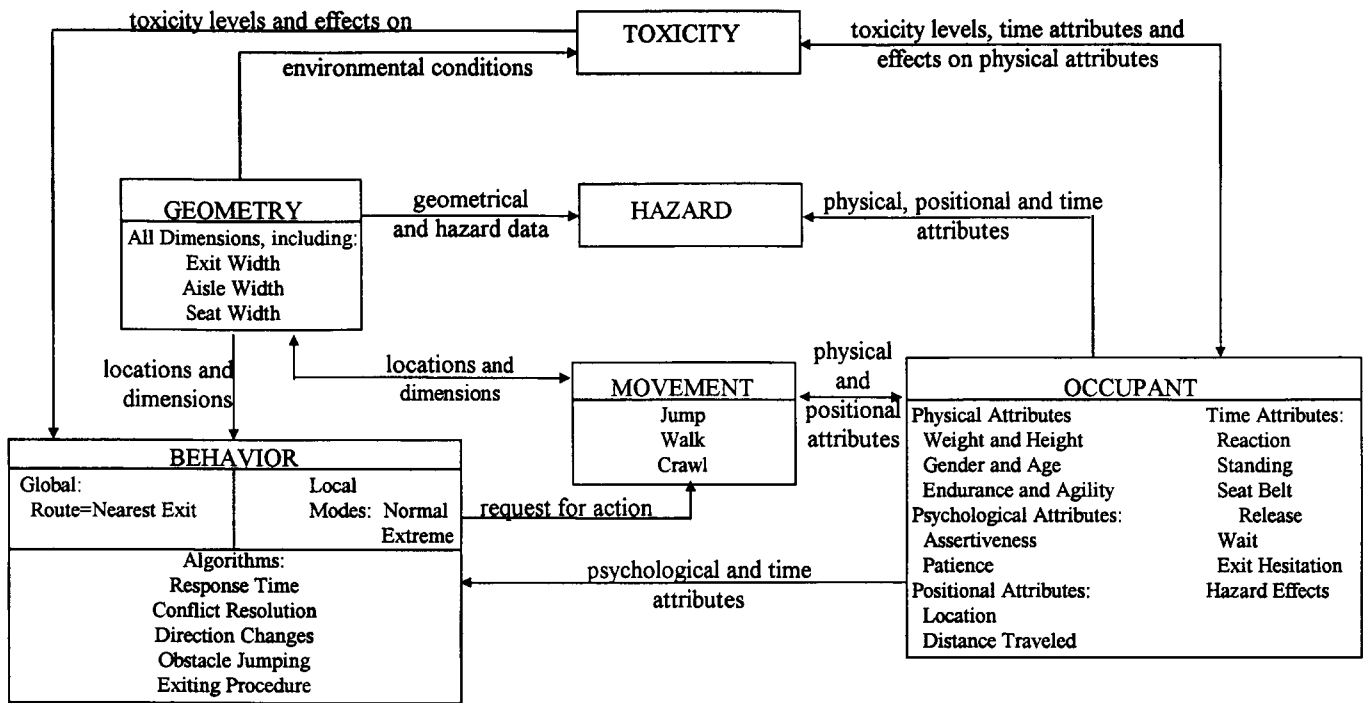 toxicity levels and effects on
TOXICITY
toxicity levels, time attributes and
effects on physical attributes
environmental conditions
GEOMETRY
All Dimensions, including:
Exit Width
Aisle Width
Seat Width
geometrical
and hazard data
HAZARD
physical, positional and time
attributes
locations and
dimensions
locations and
dimensions
MOVEMENT
Jump
Walk
Crawl
physical
and
positional
attributes
OCCUPANT
Physical Attributes
Weight and Height
Gender and Age
Endurance and Agility
Psychological Attributes:
Assertiveness
Patience
Positional Attributes:
Location
Distance Traveled
Time Attributes:
Reaction
Standing
Seat Belt
Release
Wait
Exit Hesitation
Hazard Effects
BEHAVIOR
Global:
Route=Nearest Exit
Local
Modes: Normal
Extreme
request for action
Algorithms:
Response Time
Conflict Resolution
Direction Changes
Obstacle Jumping
Exiting Procedure
psychological and time
attributes